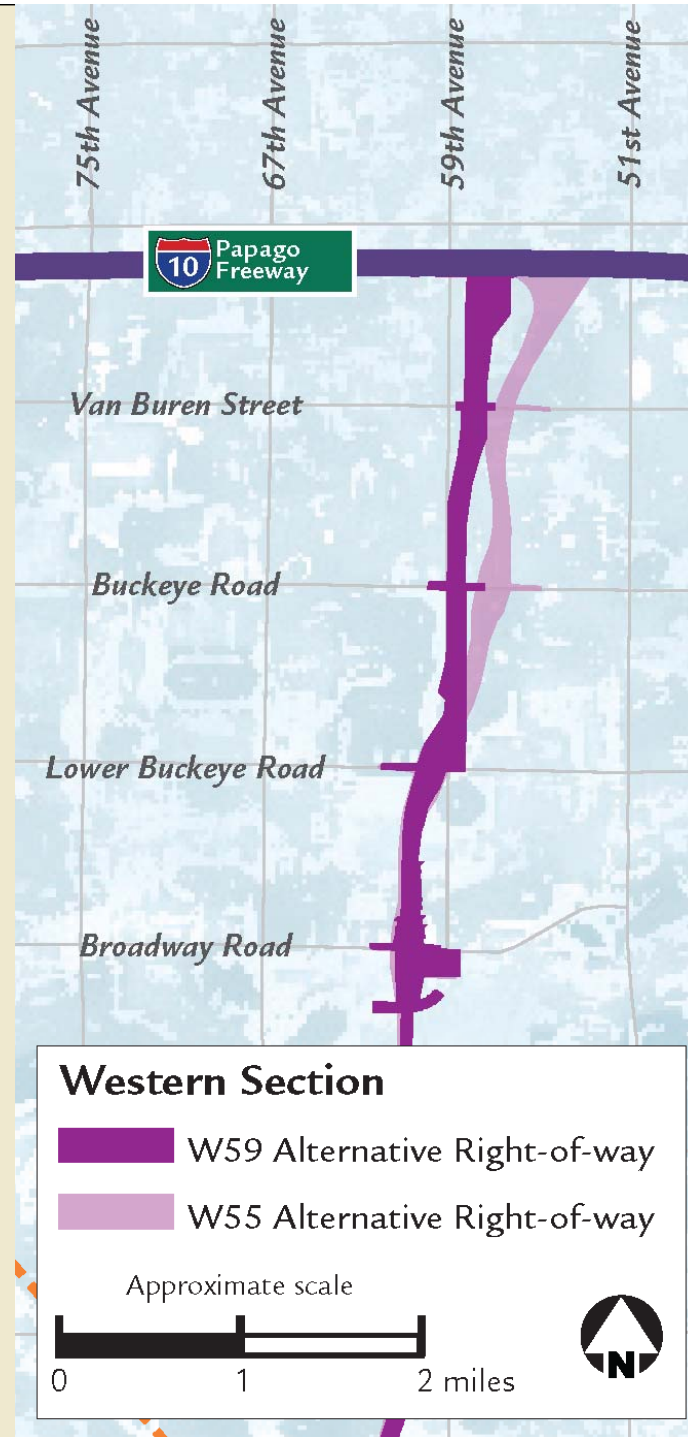 75th Avenue
67th Avenue
59th Avenue
51st Avenue
10
Papago
Freeway
Van Buren Street
Buckeye Road
Lower Buckeye Road
Broadway Road
Western Section
W59 Alternative Right-of-way
W55 Alternative Right-of-way
Approximate scale
0 1 2 miles
N